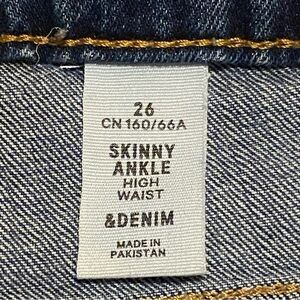 26
CN 160/66A
SKINNY
ANKLE
HIGH
WAIST
&DENIM
MADE IN
PAKISTAN